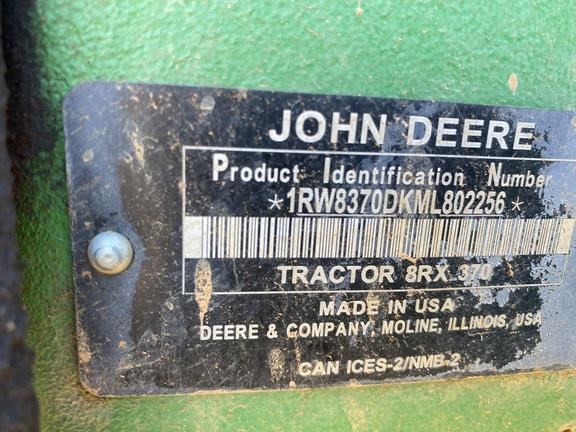 JOHN DEERE
Product Identification Number
*1RW8370DKML802256*
TRACTOR 8RX 370
MADE IN USA
DEERE & COMPANY, MOLINE, ILLINOIS, USA
CAN ICES-2/NMB-2